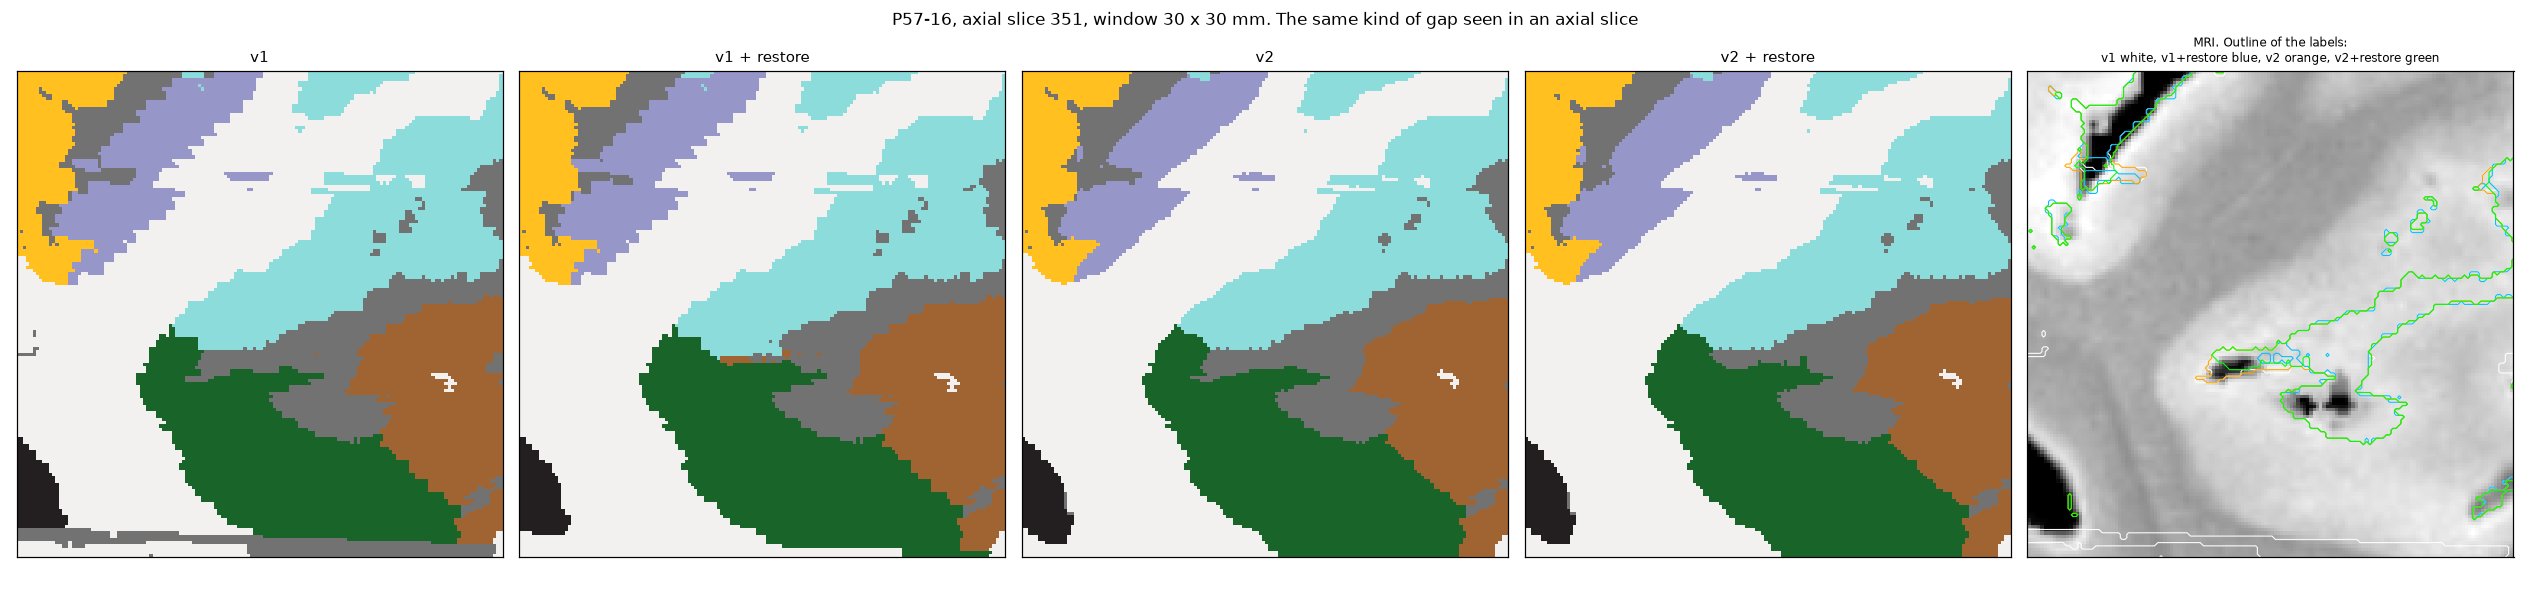 P57-16, axial slice 351, window 30 x 30 mm. The same kind of gap seen in an axial slice
v1
v1 + restore
v2
v2 + restore
MRI. Outline of the labels:
v1 white, v1+restore blue, v2 orange, v2+restore green